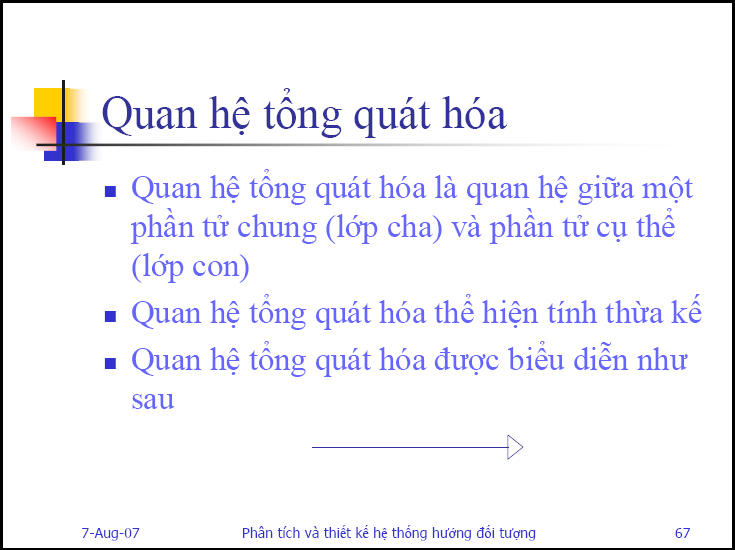 Quan hệ tổng quát hóa
Quan hệ tổng quát hóa là quan hệ giữa một
phần tử chung (lớp cha) và phần tử cụ thể
(lớp con)
Quan hệ tổng quát hóa thể hiện tính thừa kế
Quan hệ tổng quát hóa được biểu diễn như
sau
7-Aug-07 Phân tích và thiết kế hệ thống hướng đối tượng 67